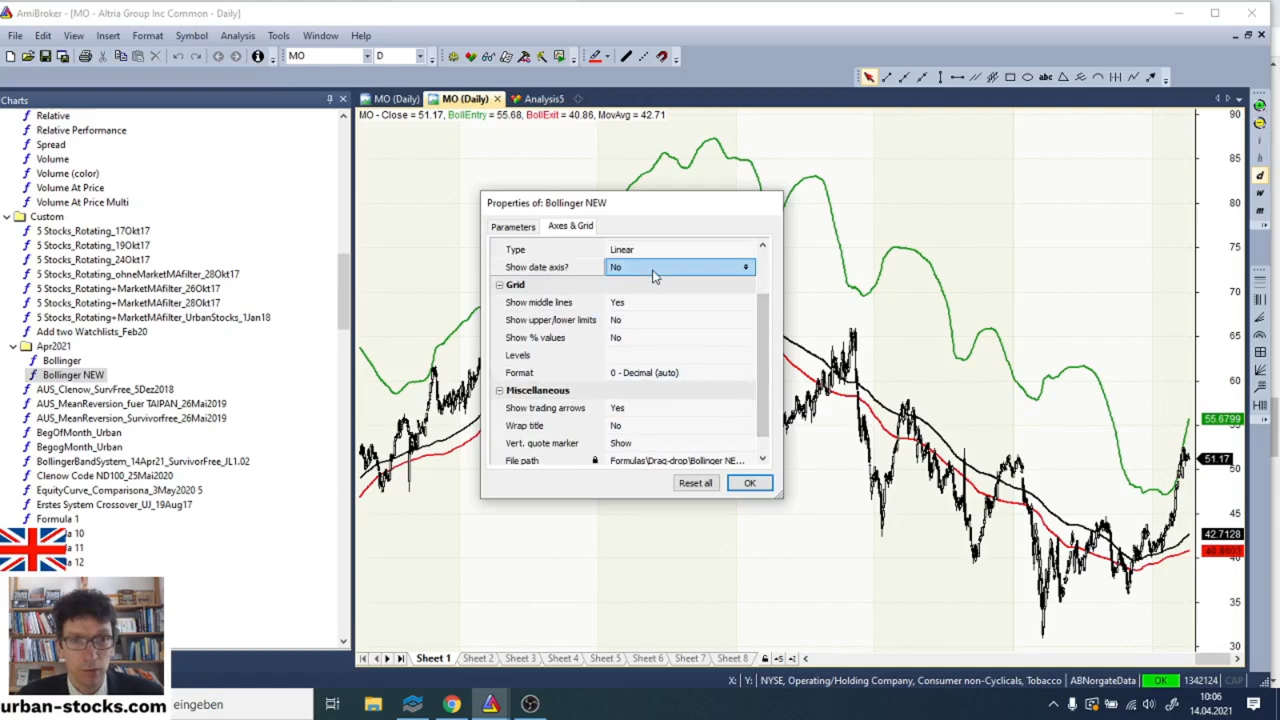 AmiBroker - [MO - Altria Group Inc Common - Daily]
File Edit View Insert Format Symbol Analysis Tools Window Help
MO D
Charts
MO (Daily) MO (Daily) Analysis5
MO - Close = 51.17, BollEntry = 55.68, BollExit = 40.86, MovAvg = 42.71
Relative
Relative Performance
Spread
Volume
Volume (color)
Volume At Price
Volume At Price Multi
Custom
5 Stocks_Rotating_17Okt17
5 Stocks_Rotating_19Okt17
5 Stocks_Rotating_24Okt17
5 Stocks_Rotating_ohneMarketMAfilter_28Okt17
5 Stocks_Rotating+MarketMAfilter_26Okt17
5 Stocks_Rotating+MarketMAfilter_28Okt17
5 Stocks_Rotating+MarketMAfilter_UrbanStocks_1Jan18
Add two Watchlists_Feb20
Apr2021
Bollinger
Bollinger NEW
AUS_Clenow_SurvFree_5Dez2018
AUS_MeanReversion_fuer TAIPAN_26Mai2019
AUS_MeanReversion_Survivorfree_26Mai2019
BegOfMonth_Urban
BegogMonth_Urban
BollingerBandSystem_14Apr21_SurvivorFree_JL1.02
Clenow Code ND100_25Mai2020
EquityCurve_Comparisona_3May2020 5
Erstes System Crossover_UJ_19Aug17
Formula 1
10
11
12
Properties of: Bollinger NEW
Parameters Axes & Grid
Type Linear
Show date axis? No
Grid
Show middle lines Yes
Show upper/lower limits No
Show % values No
Levels
Format 0 - Decimal (auto)
Miscellaneous
Show trading arrows Yes
Wrap title No
Vert. quote marker Show
File path Formulas\Drag-drop\Bollinger NE...
Reset all OK
90
85
80
75
70
65
60
55.6799
51.17
50
45
42.7128
35
30
i
h
d
w
m
Sheet 1 Sheet 2 Sheet 3 Sheet 4 Sheet 5 Sheet 6 Sheet 7 Sheet 8
X: Y: NYSE, Operating/Holding Company, Consumer non-Cyclicals, Tobacco ABNorgateData OK 1342124 CAP
urban-stocks.com
eingeben
10:06
14.04.2021